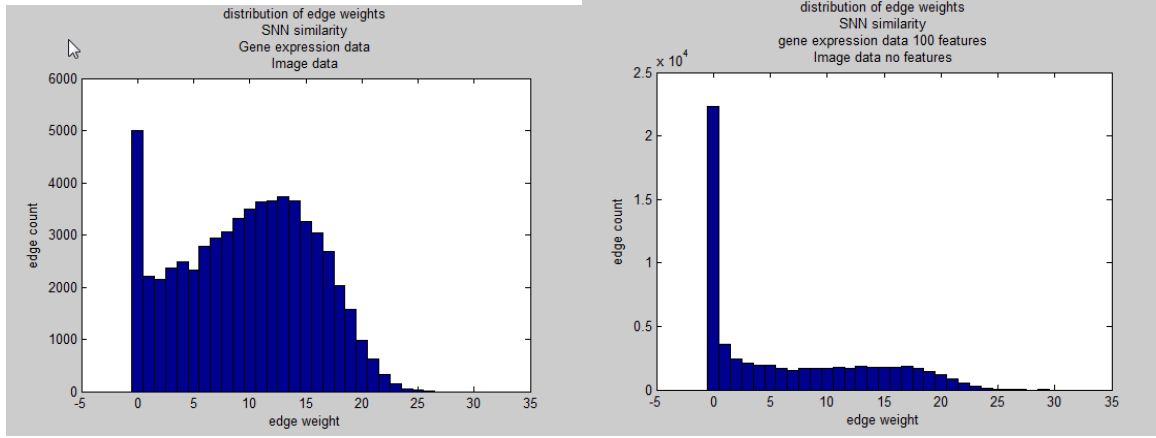 distribution of edge weights
SNN similarity
Gene expression data
Image data
6000
5000
4000
3000
2000
1000
0
-5 0 5 10 15 20 25 30 35
edge count
edge weight
distribution of edge weights
SNN similarity
gene expression data 100 features
Image data no features
x 10^4
2.5
2
1.5
1
0.5
0
-5 0 5 10 15 20 25 30 35
edge count
edge weight